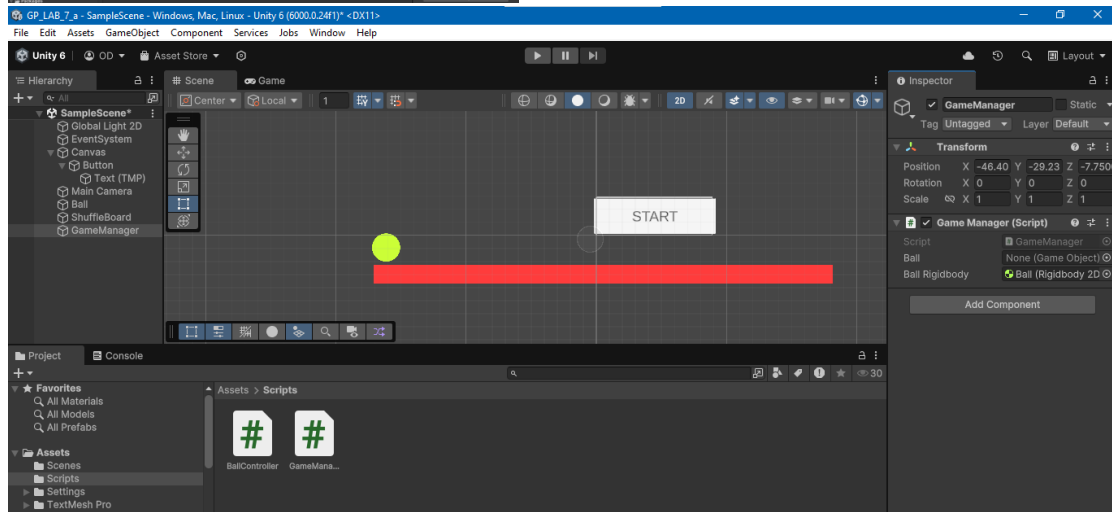 GP_LAB_7_a - SampleScene - Windows, Mac, Linux - Unity 6 (6000.0.24f1)* <DX11>
File Edit Assets GameObject Component Services Jobs Window Help
Unity 6 OD Asset Store Layout
Hierarchy
All
SampleScene*
Global Light 2D
EventSystem
Canvas
Button
Text (TMP)
Main Camera
Ball
ShuffleBoard
GameManager
Scene Game
Center Local 1 2D
START
Inspector
GameManager Static
Tag Untagged Layer Default
Transform
Position X -46.40 Y -29.23 Z -7.750
Rotation X 0 Y 0 Z 0
Scale X 1 Y 1 Z 1
# Game Manager (Script)
Script GameManager
Ball None (Game Object)
Ball Rigidbody Ball (Rigidbody 2D
Add Component
Project Console
30
Favorites
All Materials
All Models
All Prefabs
Assets
Scenes
Scripts
Settings
TextMesh Pro
Assets > Scripts
# #
BallController GameMana...